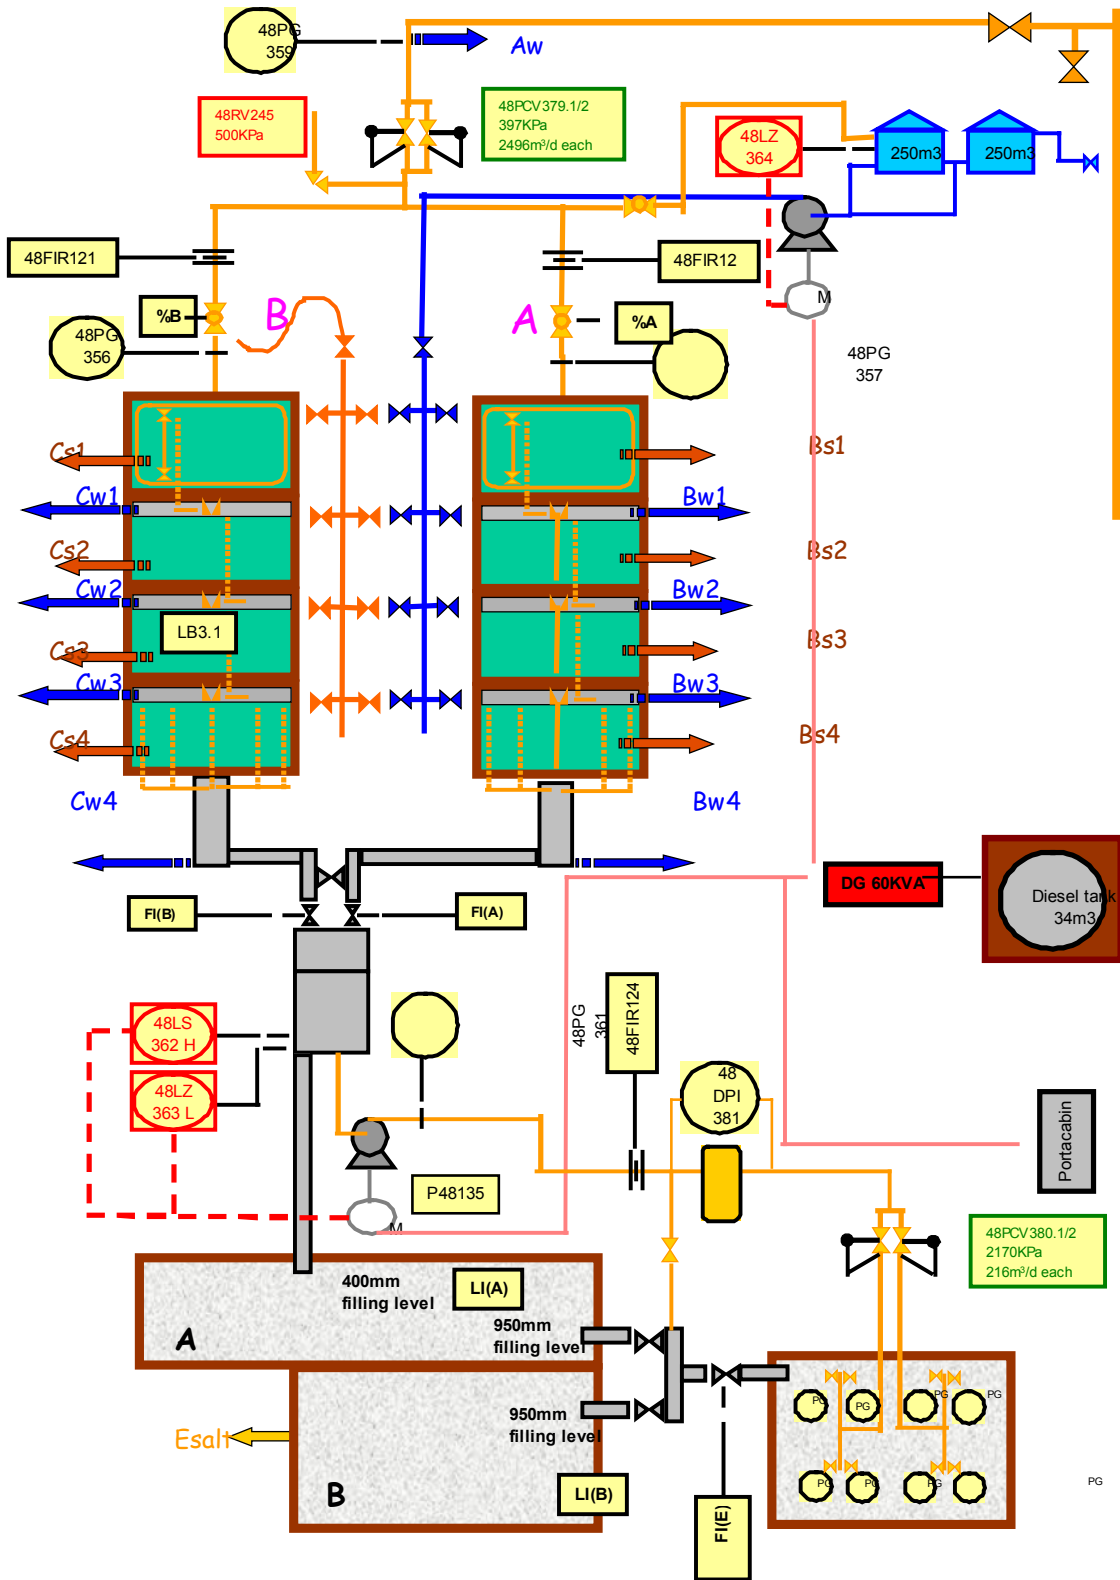 48PG
359
Aw
48RV245
500KPa
48PCV379.1/2
397KPa
2496m³/d each
48LZ
364
250m3
250m3
48FIR121
48FIR12
%B
B
A
%A
M
48PG
356
48PG
357
Cs1
Bs1
Cw1
Bw1
Cs2
Bs2
Cw2
Bw2
LB3.1
Cs3
Bs3
Cw3
Bw3
Cs4
Bs4
Cw4
Bw4
DG 60KVA
Diesel tank
34m3
FI(B)
FI(A)
48PG
361
48FIR124
48LS
362 H
48LZ
363 L
48
DPI
381
Portacabin
P48135
M
48PCV380.1/2
2170KPa
216m³/d each
400mm
filling level
LI(A)
950mm
filling level
A
950mm
filling level
Esalt
B
LI(B)
FI(E)
PG
PG
PG
PG
PG
PG
PG
PG